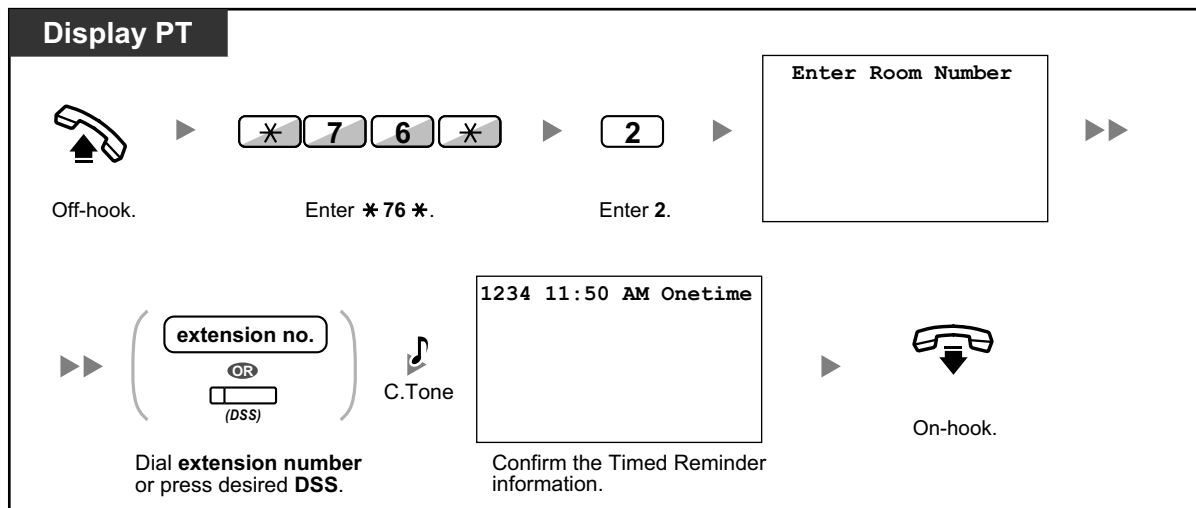 Display PT
Enter Room Number
* 7 6 *
2
Off-hook.
Enter * 76 *.
Enter 2.
extension no.
OR
(DSS)
C.Tone
1234 11:50 AM Onetime
On-hook.
Dial extension number
or press desired DSS.
Confirm the Timed Reminder
information.